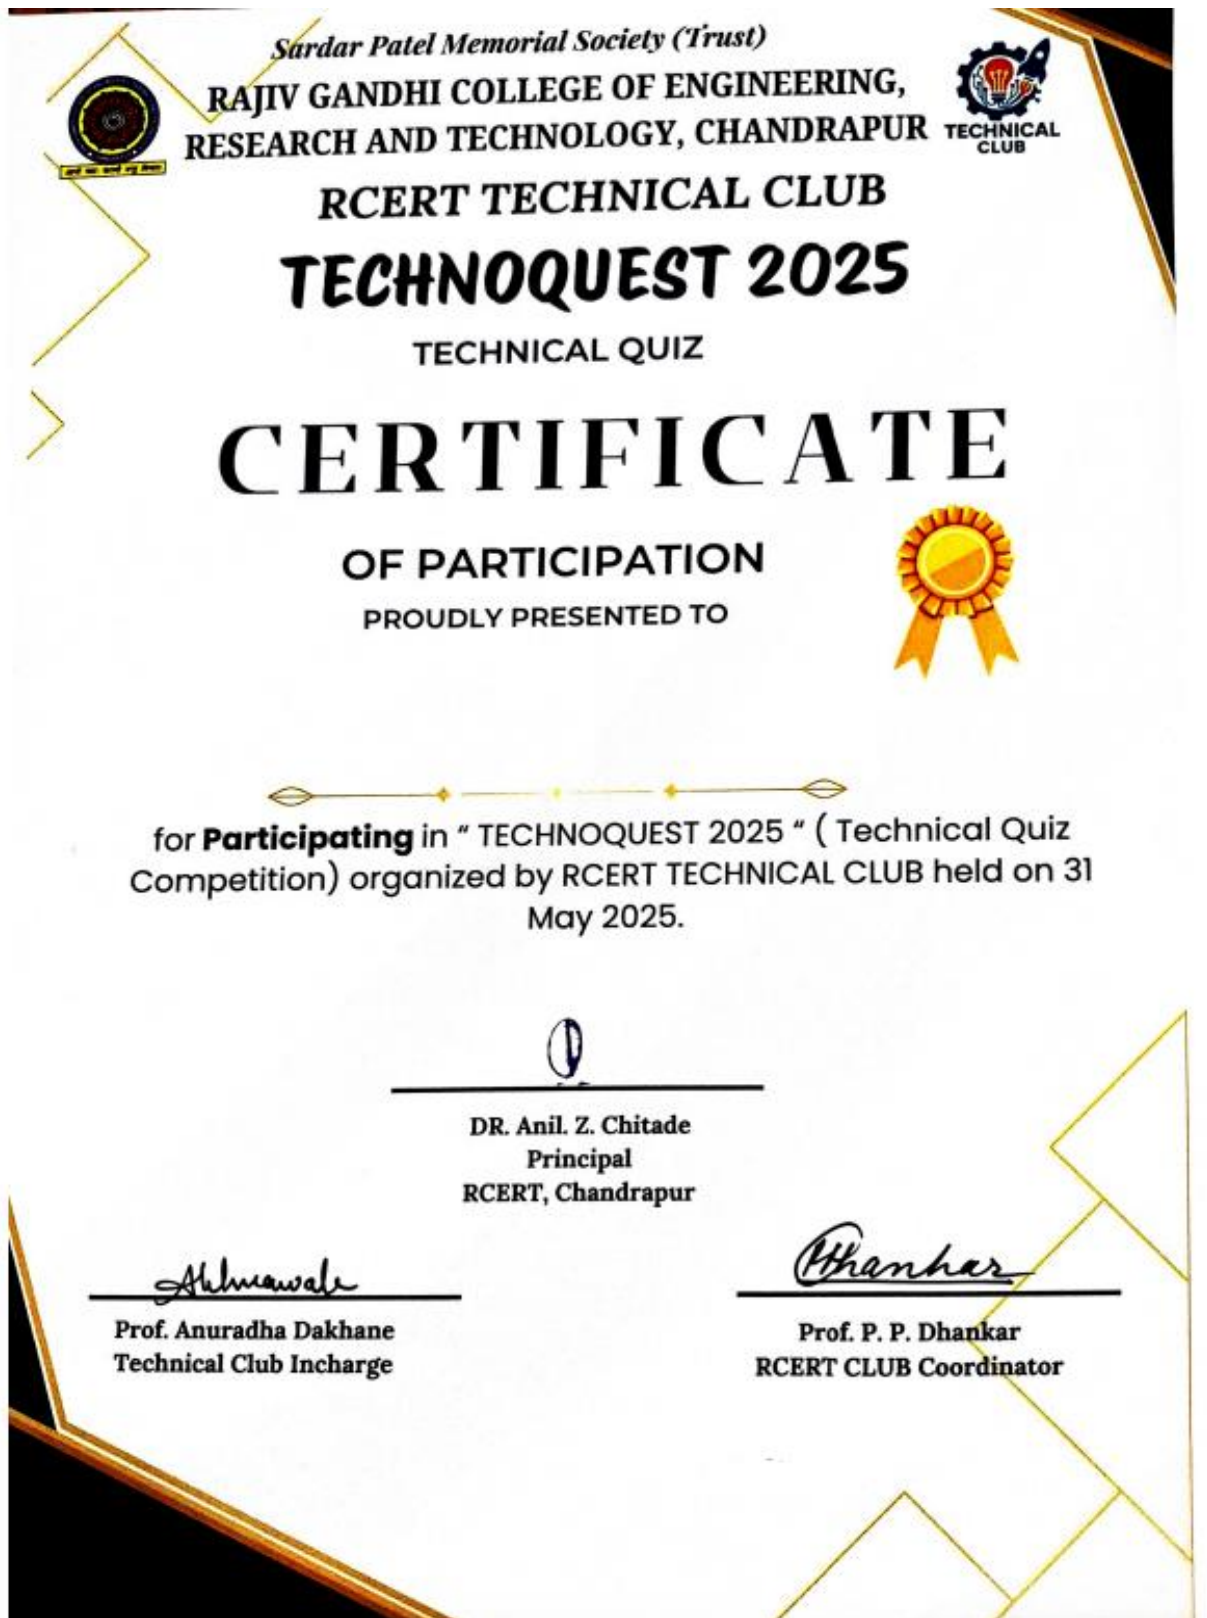 Sardar Patel Memorial Society (Trust)
RAJIV GANDHI COLLEGE OF ENGINEERING,
RESEARCH AND TECHNOLOGY, CHANDRAPUR
TECHNICAL
CLUB
RCERT TECHNICAL CLUB
TECHNOQUEST 2025
TECHNICAL QUIZ
CERTIFICATE
OF PARTICIPATION
PROUDLY PRESENTED TO
for Participating in “ TECHNOQUEST 2025 “ ( Technical Quiz
Competition) organized by RCERT TECHNICAL CLUB held on 31
May 2025.
DR. Anil. Z. Chitade
Principal
RCERT, Chandrapur
Prof. Anuradha Dakhane
Technical Club Incharge
Dhankar
Prof. P. P. Dhankar
RCERT CLUB Coordinator